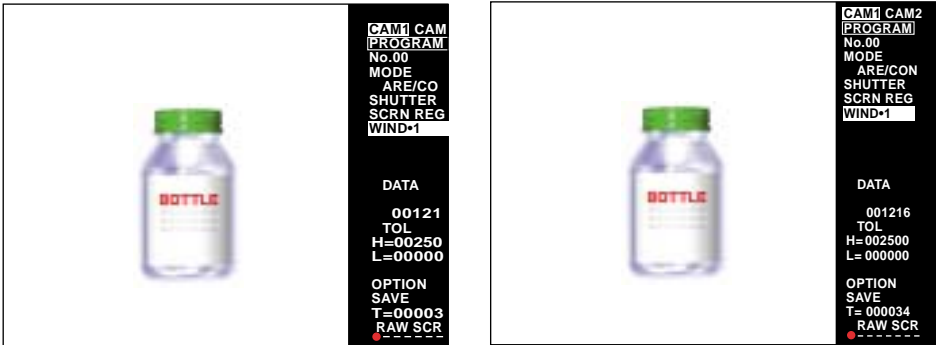 CAM1 CAM
PROGRAM
No.00
MODE
ARE/CO
SHUTTER
SCRN REG
WIND•1
BOTTLE
DATA
00121
TOL
H=00250
L=00000
OPTION
SAVE
T=00003
RAW SCR
CAM1 CAM2
PROGRAM
No.00
MODE
ARE/CON
SHUTTER
SCRN REG
WIND•1
BOTTLE
DATA
001216
TOL
H=002500
L= 000000
OPTION
SAVE
T= 000034
RAW SCR